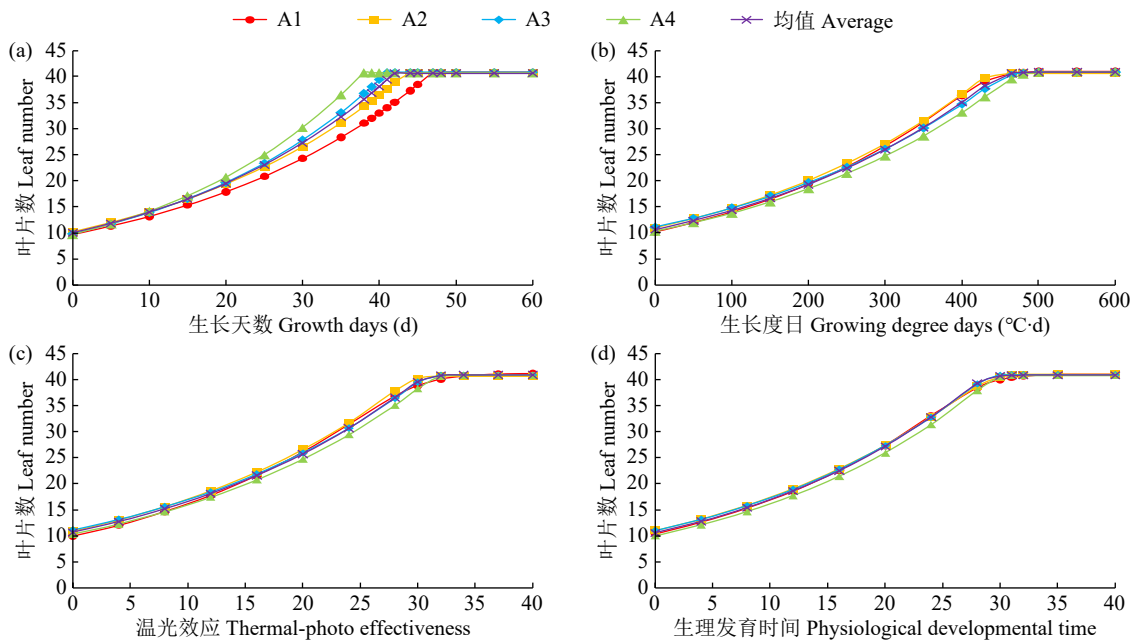 A1 A2 A3 A4 均值 Average
(a)
叶片数 Leaf number
45
40
35
30
25
20
15
10
5
0
0 10 20 30 40 50 60
生长天数 Growth days (d)
(b)
叶片数 Leaf number
45
40
35
30
25
20
15
10
5
0
0 100 200 300 400 500 600
生长度日 Growing degree days (℃·d)
(c)
叶片数 Leaf number
45
40
35
30
25
20
15
10
5
0
0 5 10 15 20 25 30 35 40
温光效应 Thermal-photo effectiveness
(d)
叶片数 Leaf number
45
40
35
30
25
20
15
10
5
0
0 5 10 15 20 25 30 35 40
生理发育时间 Physiological developmental time